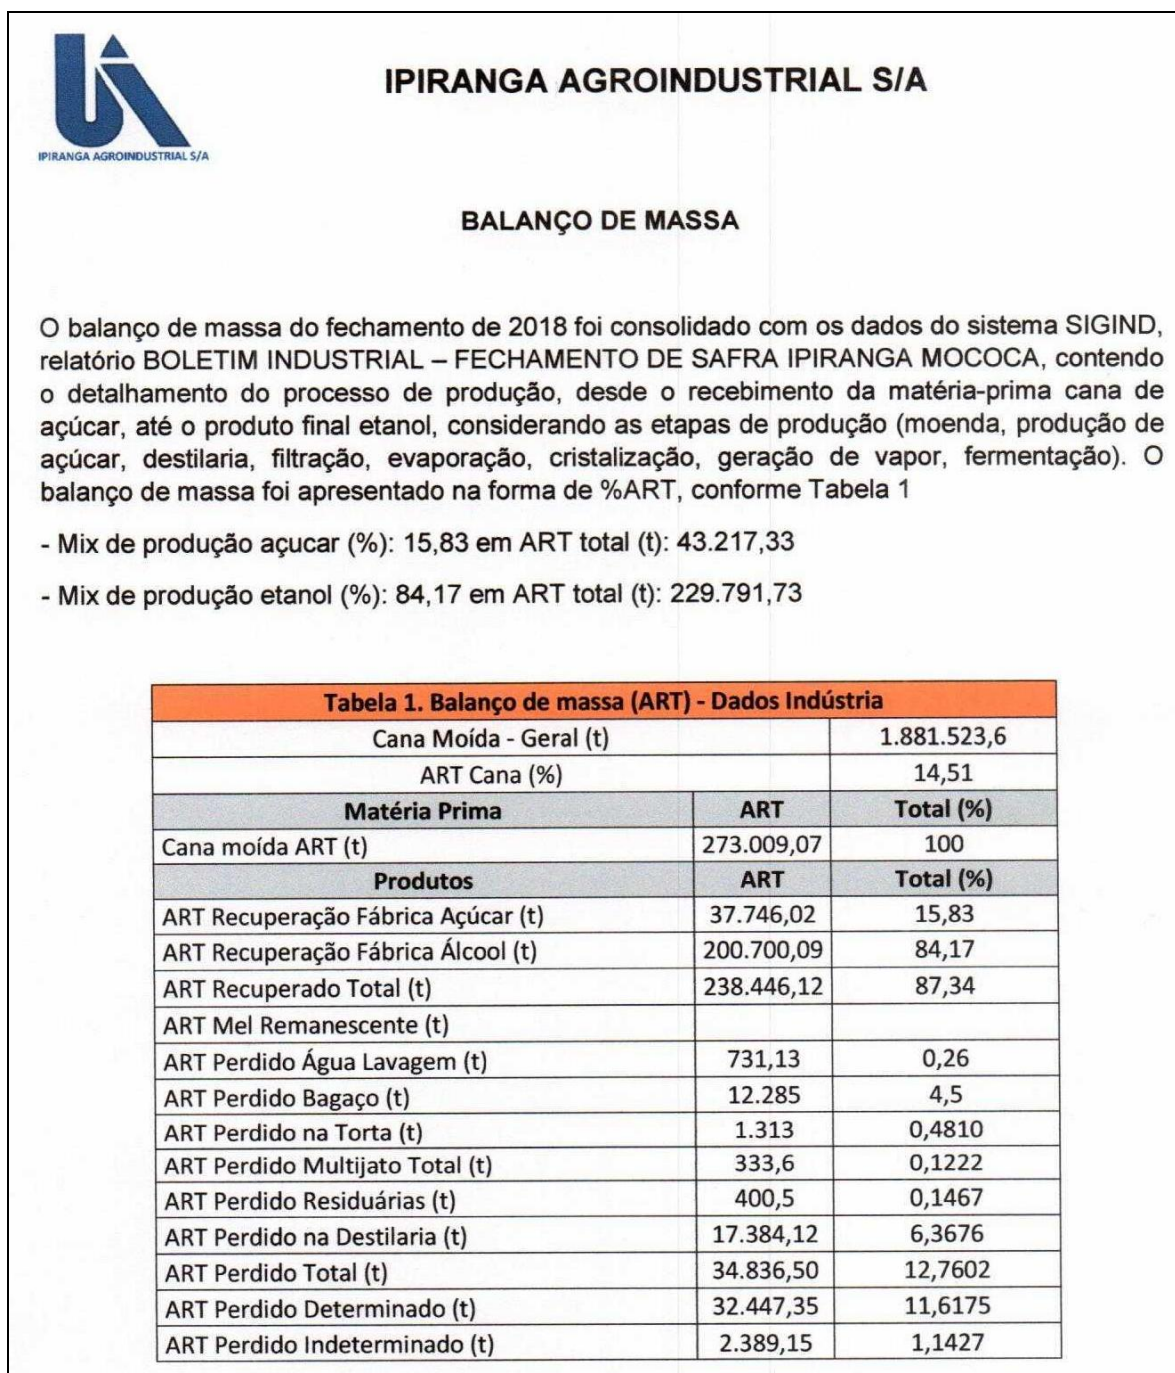 IPIRANGA AGROINDUSTRIAL S/A
IPIRANGA AGROINDUSTRIAL S/A
BALANÇO DE MASSA
O balanço de massa do fechamento de 2018 foi consolidado com os dados do sistema SIGIND,
relatório BOLETIM INDUSTRIAL – FECHAMENTO DE SAFRA IPIRANGA MOCOCA, contendo
o detalhamento do processo de produção, desde o recebimento da matéria-prima cana de
açúcar, até o produto final etanol, considerando as etapas de produção (moenda, produção de
açúcar, destilaria, filtração, evaporação, cristalização, geração de vapor, fermentação). O
balanço de massa foi apresentado na forma de %ART, conforme Tabela 1
- Mix de produção açucar (%): 15,83 em ART total (t): 43.217,33
- Mix de produção etanol (%): 84,17 em ART total (t): 229.791,73
Tabela 1. Balanço de massa (ART) - Dados Indústria
Cana Moída - Geral (t) 1.881.523,6
ART Cana (%) 14,51
Matéria Prima ART Total (%)
Cana moída ART (t) 273.009,07 100
Produtos ART Total (%)
ART Recuperação Fábrica Açúcar (t) 37.746,02 15,83
ART Recuperação Fábrica Álcool (t) 200.700,09 84,17
ART Recuperado Total (t) 238.446,12 87,34
ART Mel Remanescente (t)
ART Perdido Água Lavagem (t) 731,13 0,26
ART Perdido Bagaço (t) 12.285 4,5
ART Perdido na Torta (t) 1.313 0,4810
ART Perdido Multijato Total (t) 333,6 0,1222
ART Perdido Residuárias (t) 400,5 0,1467
ART Perdido na Destilaria (t) 17.384,12 6,3676
ART Perdido Total (t) 34.836,50 12,7602
ART Perdido Determinado (t) 32.447,35 11,6175
ART Perdido Indeterminado (t) 2.389,15 1,1427